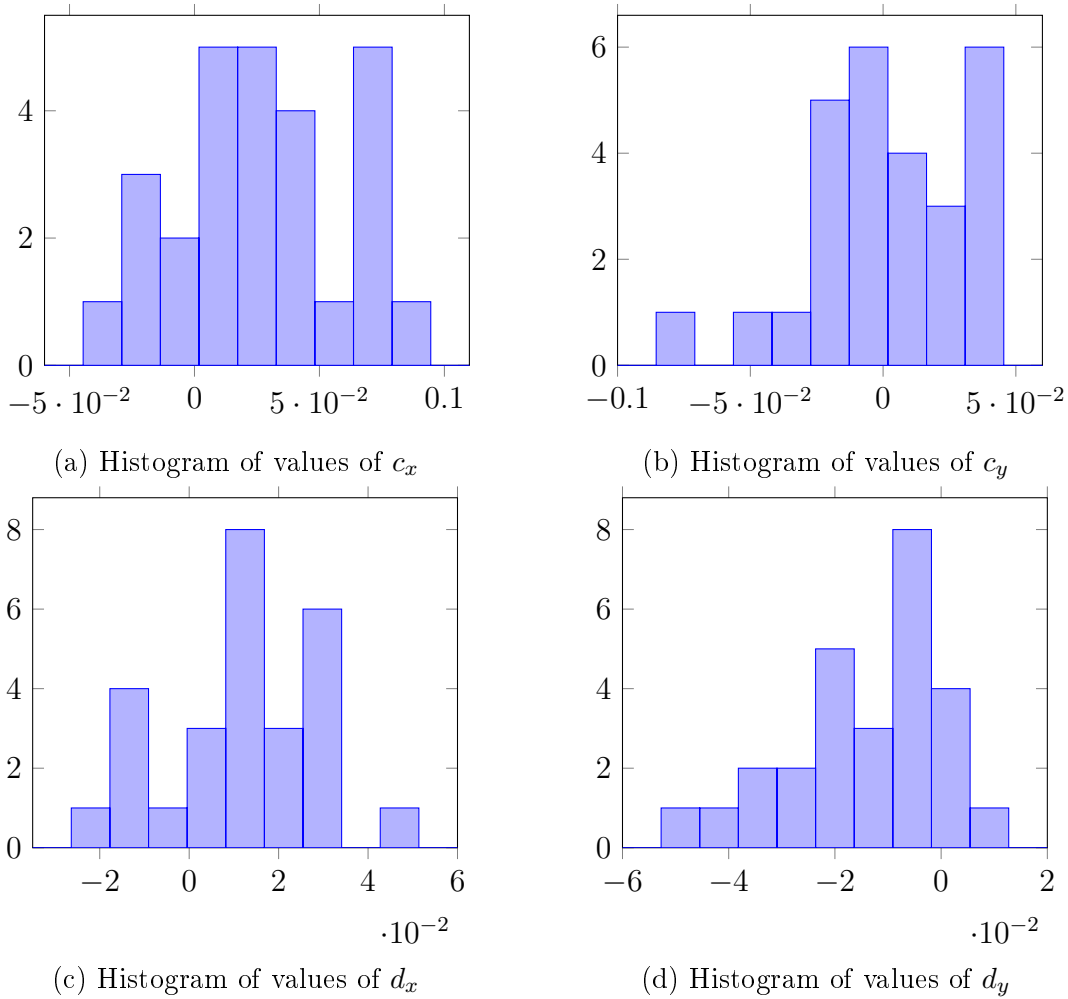 4
2
0
−5 · 10⁻² 0 5 · 10⁻² 0.1
(a) Histogram of values of cₓ
6
4
2
0
−0.1 −5 · 10⁻² 0 5 · 10⁻²
(b) Histogram of values of c_y
8
6
4
2
0
−2 0 2 4 6
·10⁻²
(c) Histogram of values of dₓ
8
6
4
2
0
−6 −4 −2 0 2
·10⁻²
(d) Histogram of values of d_y